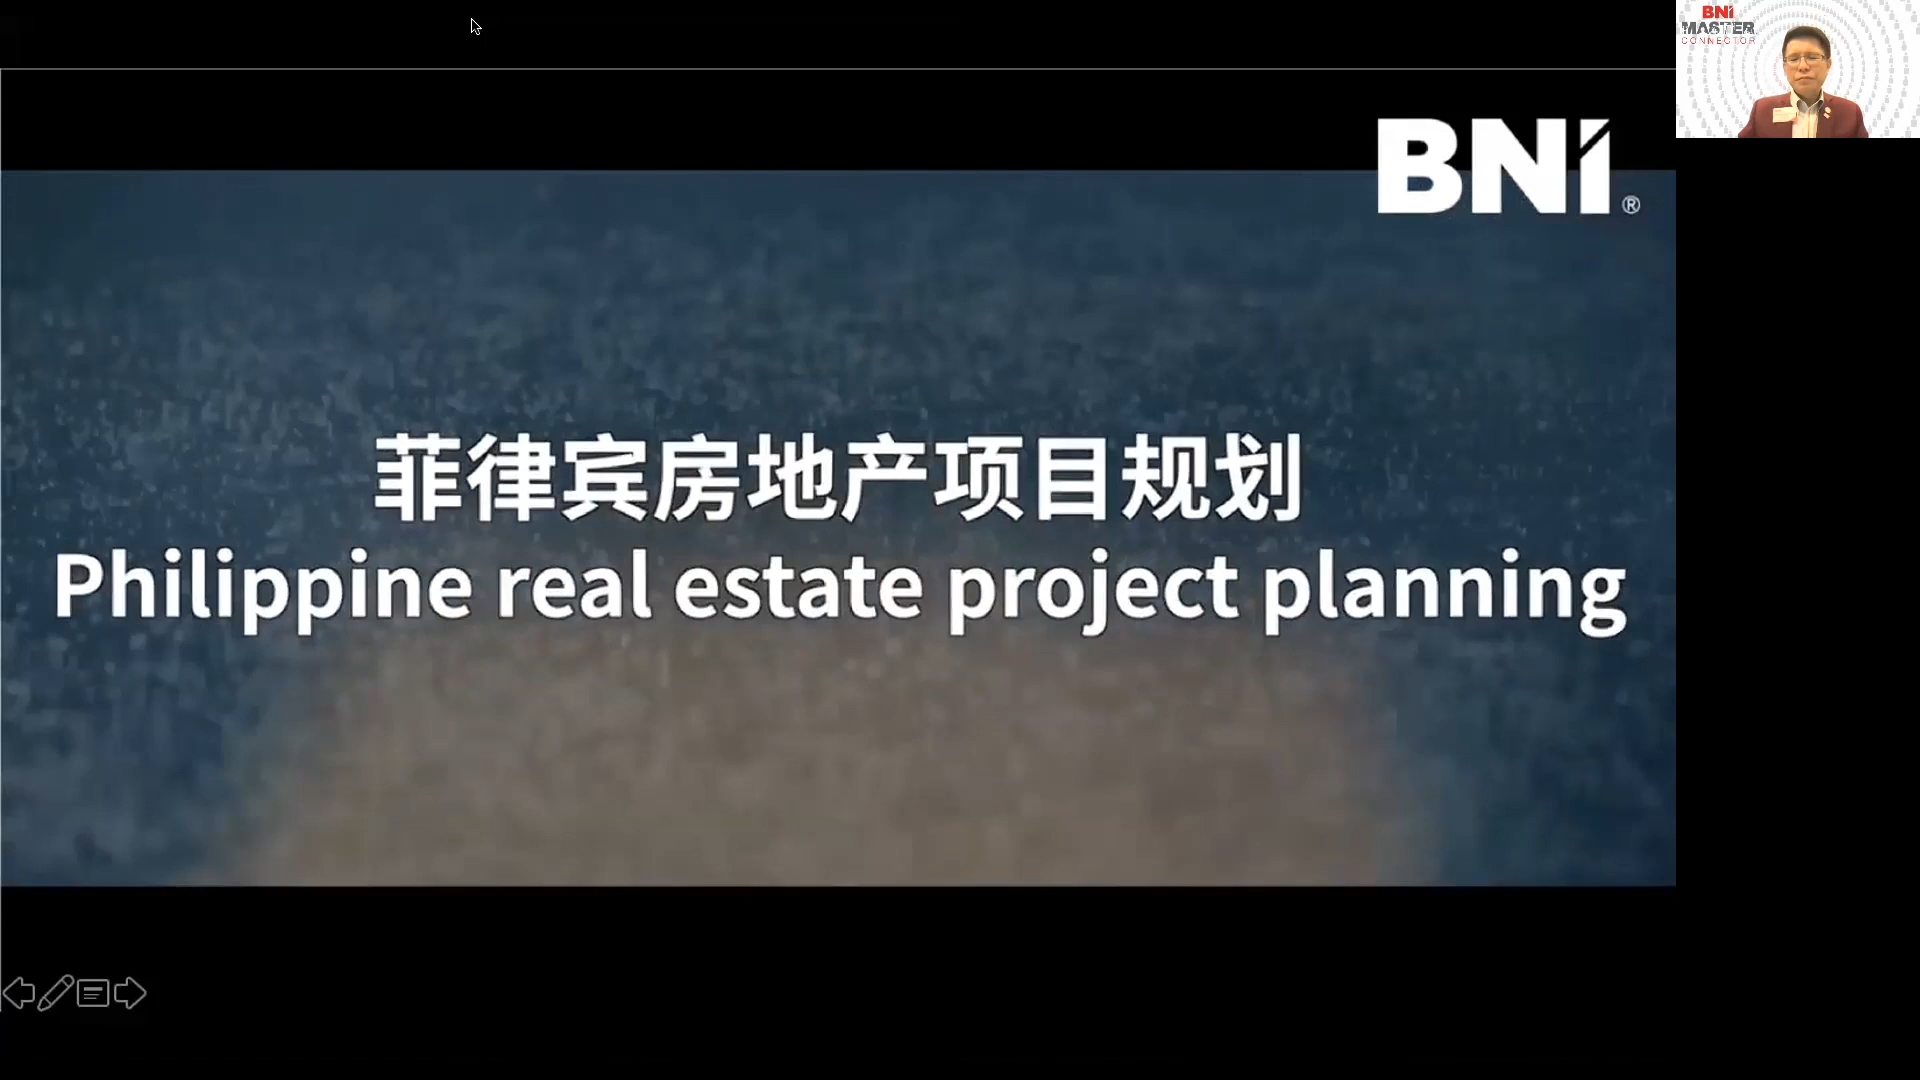 BNI
MASTER
CONNECTOR
BNI®
菲律宾房地产项目规划
Philippine real estate project planning